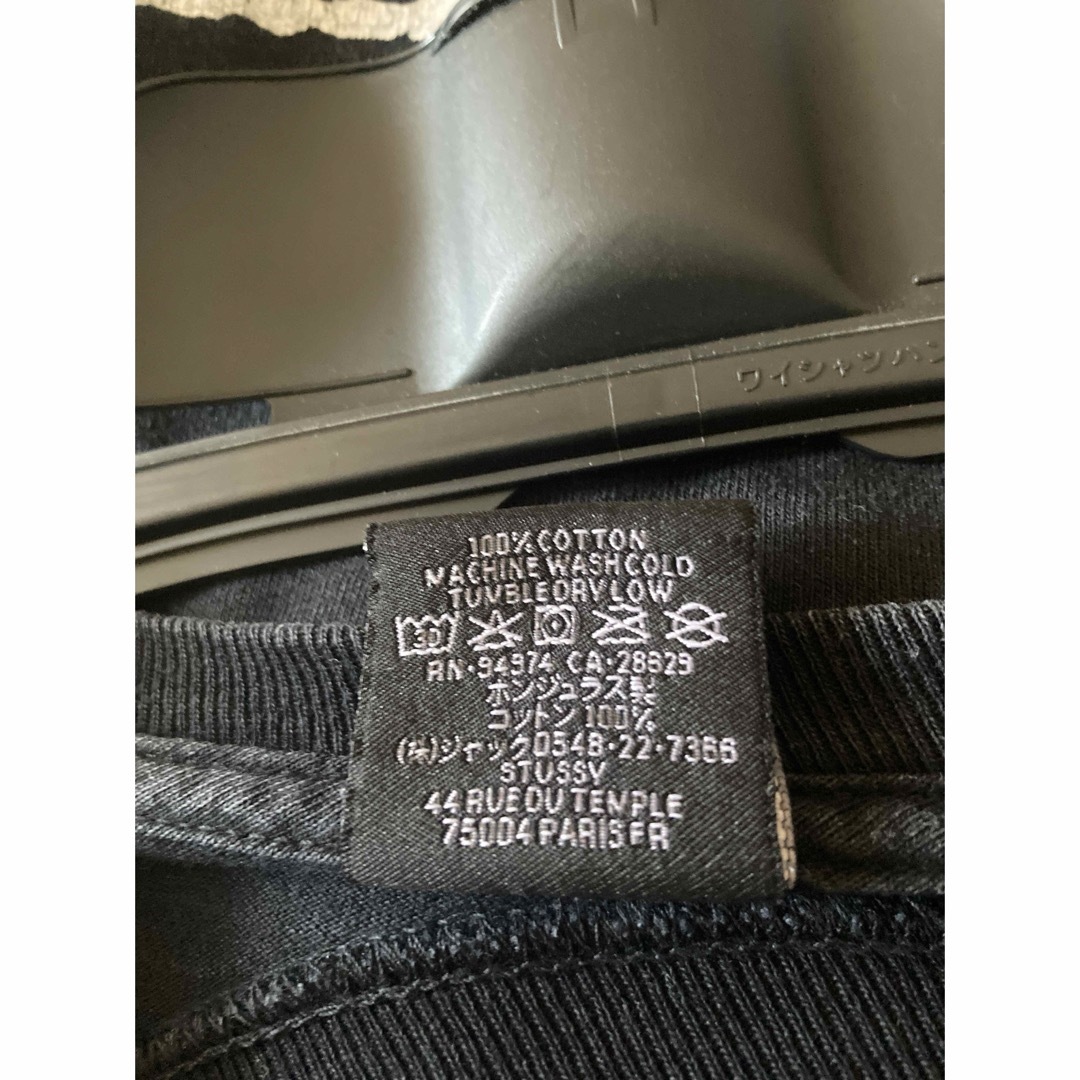 ワイシャツハン
100% COTTON
MACHINE WASH COLD
TUMBLE DRY LOW
30
RN・94974 CA・28629
ホンジュラス製
コットン100%
(株)ジャック0548・22・7366
STUSSY
44 RUE DU TEMPLE
75004 PARIS FR